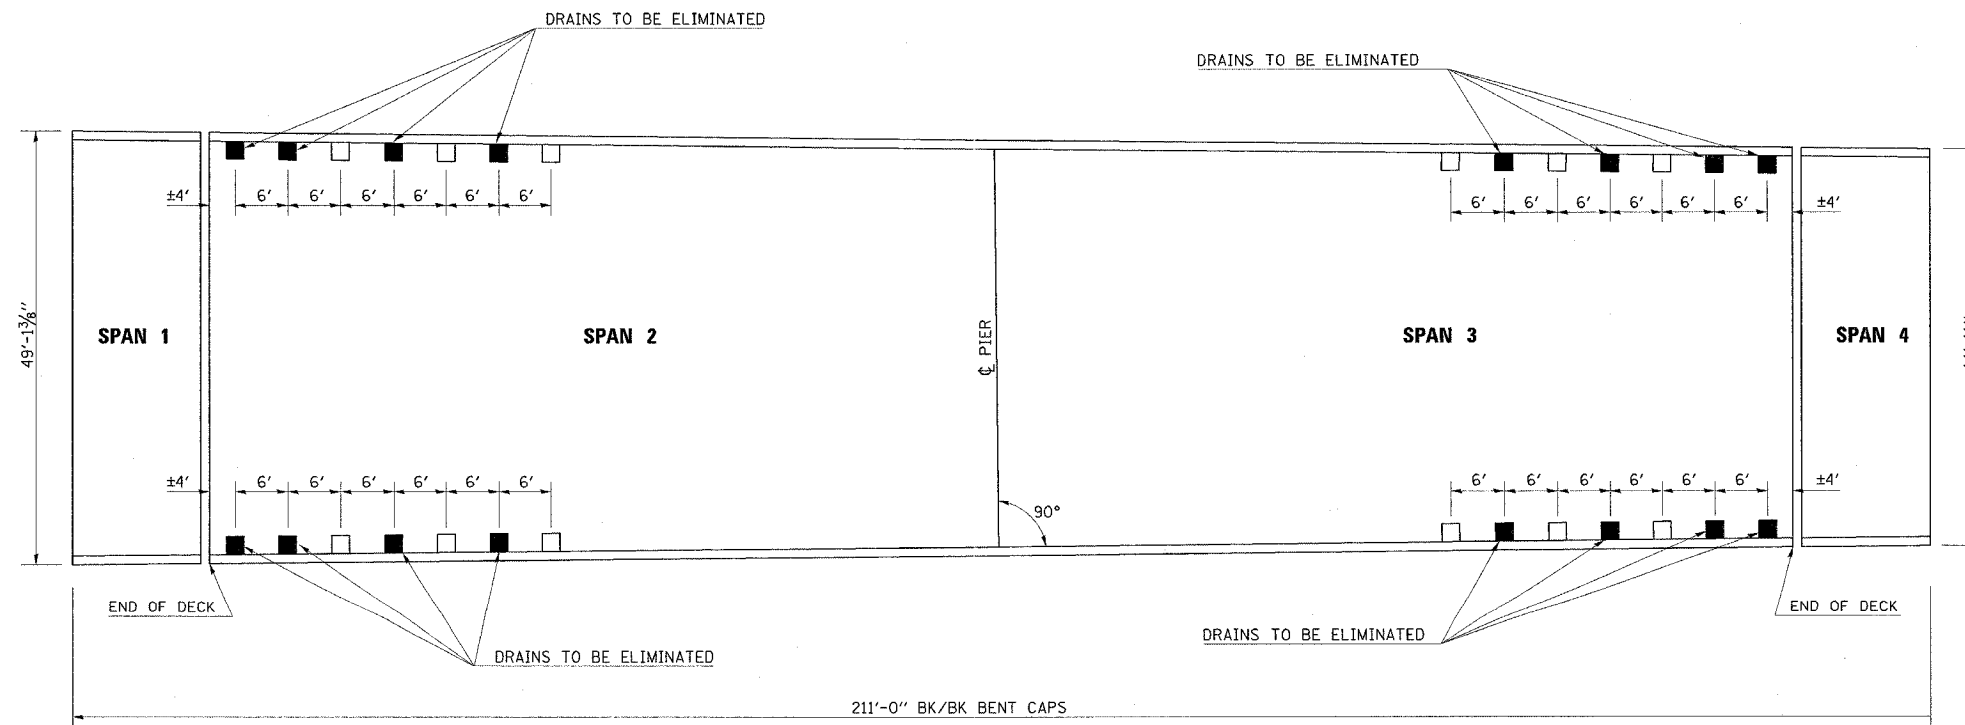 DRAINS TO BE ELIMINATED
DRAINS TO BE ELIMINATED
±4' 6' 6' 6' 6' 6' 6'
6' 6' 6' 6' 6' 6' ±4'
49'-1⅜"
SPAN 1
SPAN 2
℄ PIER
SPAN 3
SPAN 4
±4' 6' 6' 6' 6' 6' 6'
6' 6' 6' 6' 6' 6' ±4'
90°
END OF DECK
END OF DECK
DRAINS TO BE ELIMINATED
DRAINS TO BE ELIMINATED
211'-0" BK/BK BENT CAPS